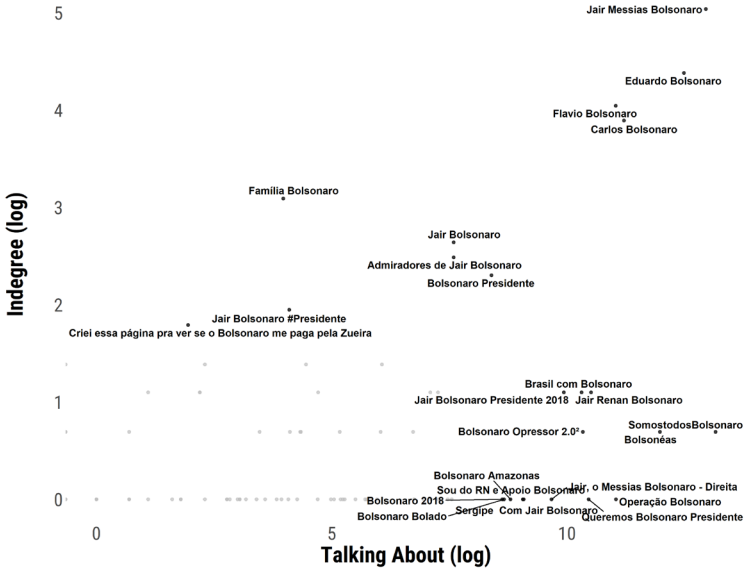 5
Jair Messias Bolsonaro
Eduardo Bolsonaro
4
Flavio Bolsonaro
Carlos Bolsonaro
Família Bolsonaro
3
Jair Bolsonaro
Admiradores de Jair Bolsonaro
Bolsonaro Presidente
2
Jair Bolsonaro #Presidente
Criei essa página pra ver se o Bolsonaro me paga pela Zueira
Brasil com Bolsonaro
1
Jair Bolsonaro Presidente 2018
Jair Renan Bolsonaro
SomostodosBolsonaro
Bolsonaro Opressor 2.0²
Bolsonéas
Bolsonaro Amazonas
Jair, o Messias Bolsonaro - Direita
Sou do RN e Apoio Bolsonaro
0
Bolsonaro 2018
Operação Bolsonaro
Sergipe Com Jair Bolsonaro
Bolsonaro Bolado
Queremos Bolsonaro Presidente
0
5
10
Talking About (log)
Indegree (log)